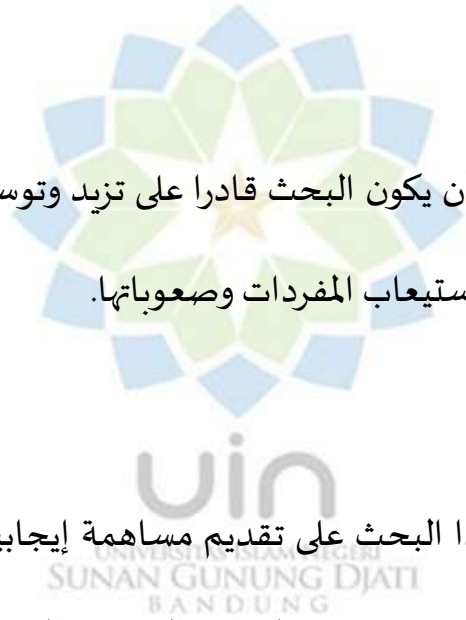 ن يكون البحث قادرا على تزيد وتوس
ستيعاب المفردات وصعوباتها.
uin
ا البحث على تقديم مساهمة إيجابي
UNIVERSITAS ISLAM NEGERI
SUNAN GUNUNG DJATI
BANDUNG